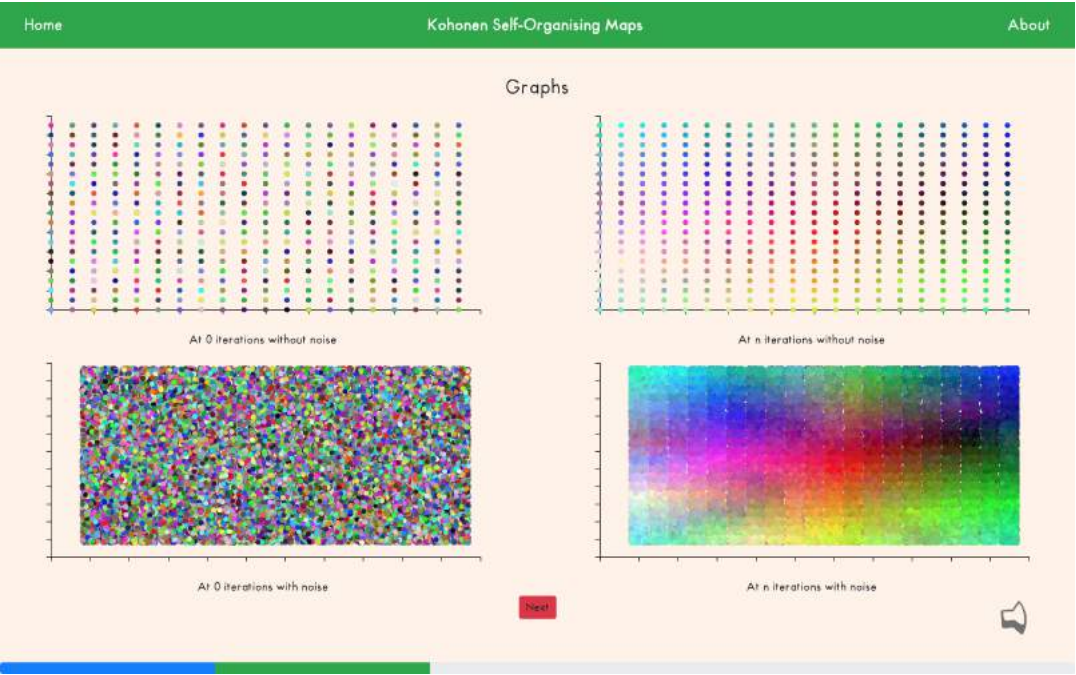 Home
Kohonen Self-Organising Maps
About
Graphs
At 0 iterations without noise
At n iterations without noise
At 0 iterations with noise
At n iterations with noise
Next